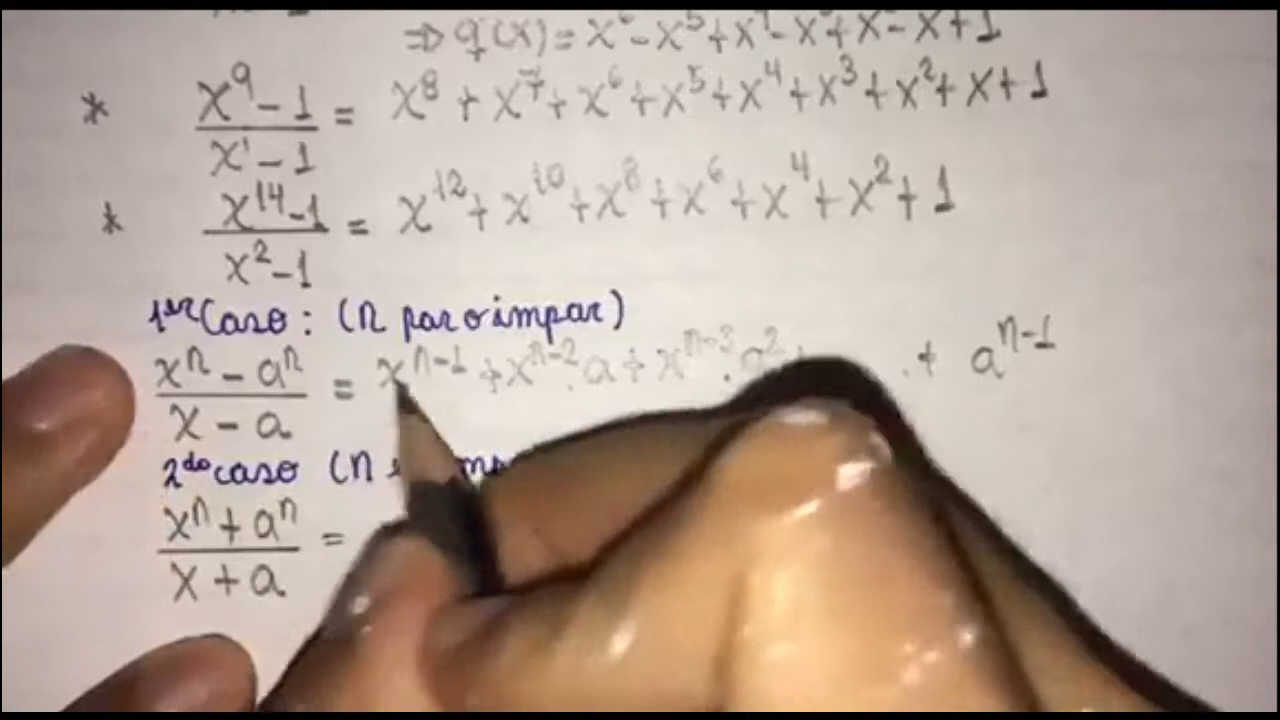 ⇒ q(x) = x⁶ - x⁵ + x⁴ - x³ + x² - x + 1
* (x⁹ - 1)/(x¹ - 1) = x⁸ + x⁷ + x⁶ + x⁵ + x⁴ + x³ + x² + x + 1
* (x¹⁴ - 1)/(x² - 1) = x¹² + x¹⁰ + x⁸ + x⁶ + x⁴ + x² + 1
1er Caso: (n par o impar)
(xⁿ - aⁿ)/(x - a) = xⁿ⁻¹ + xⁿ⁻².a + xⁿ⁻³.a² + . + aⁿ⁻¹
2do caso (n
(xⁿ + aⁿ)/(x + a) =